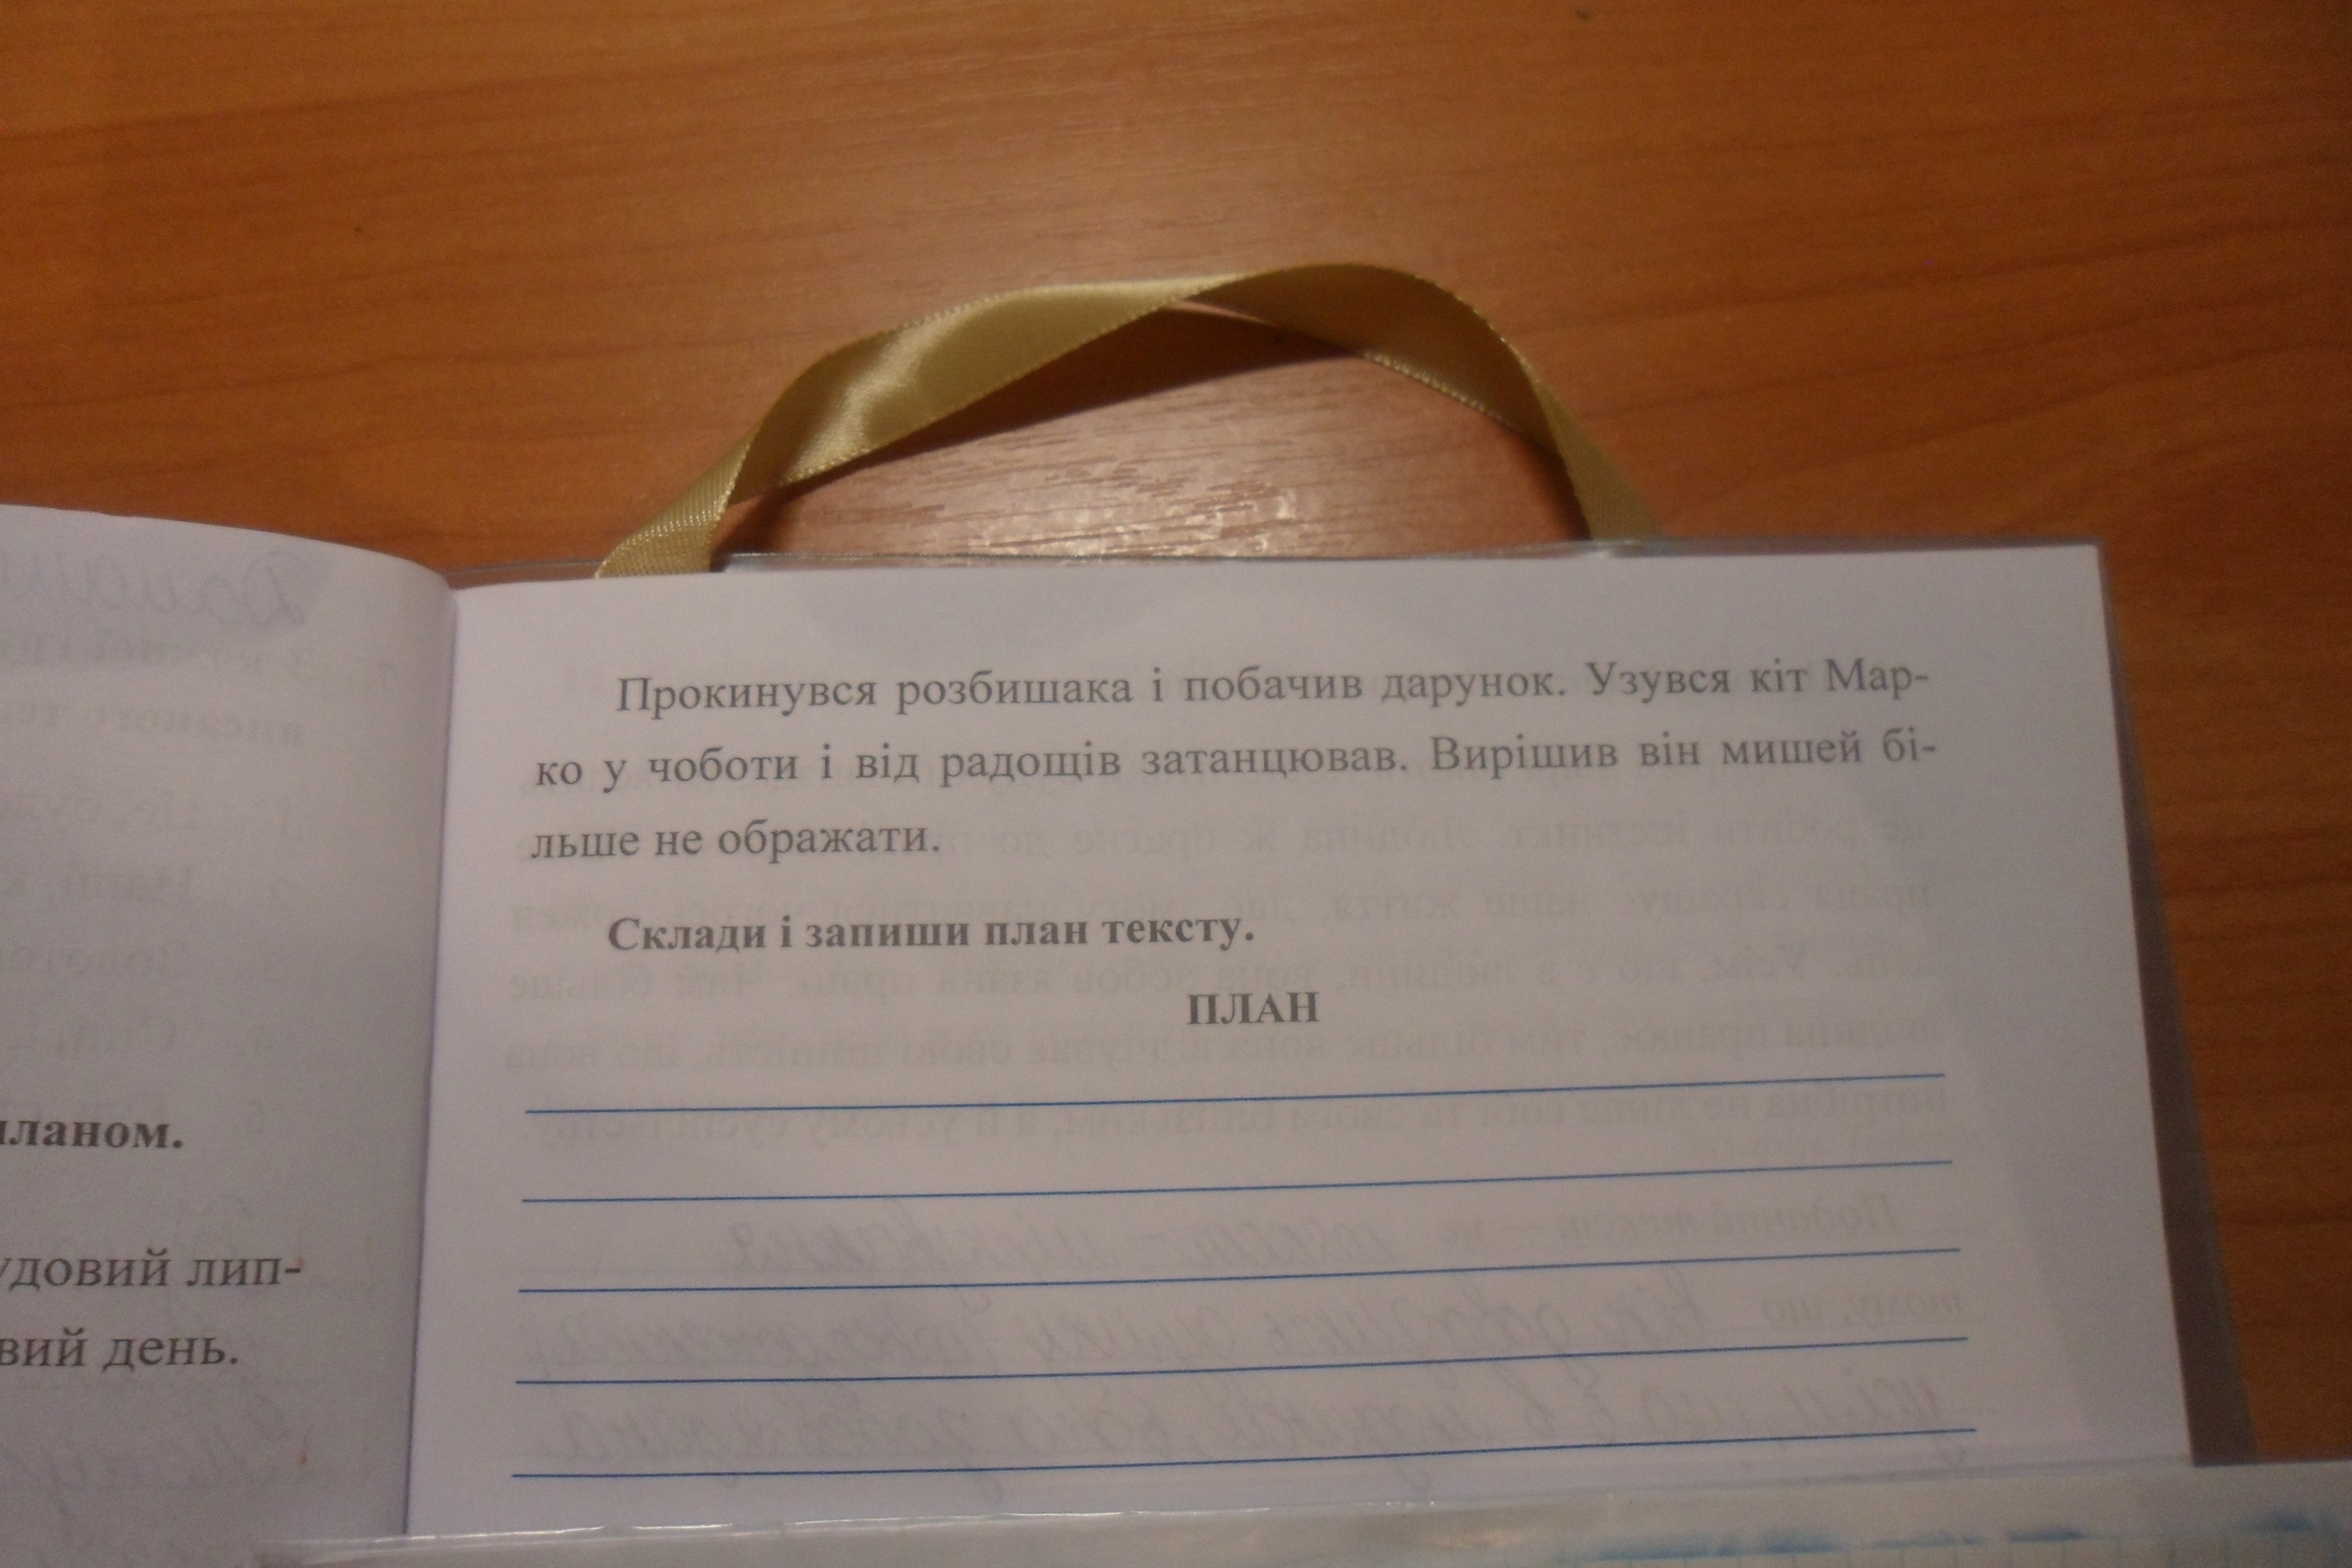 Прокинувся розбишака і побачив дарунок. Узувся кіт Мар-
ко у чоботи і від радощів затанцював. Вирішив він мишей бі-
льше не ображати.
Склади і запиши план тексту.
ПЛАН
ланом.
удовий лип-
вий день.